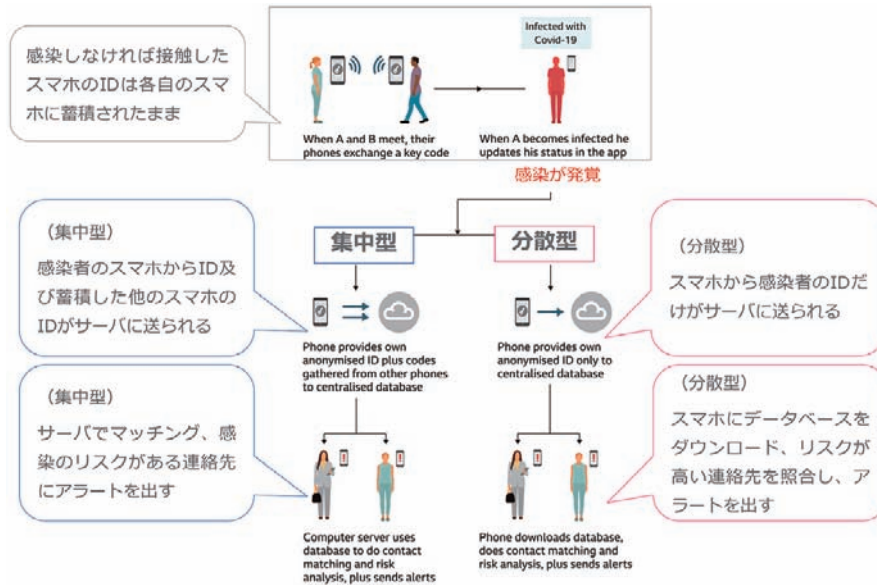 感染しなければ接触した
スマホのIDは各自のスマ
ホに蓄積されたまま
Infected with
Covid-19
When A and B meet, their
phones exchange a key code
When A becomes infected he
updates his status in the app
感染が発覚
集中型
分散型
（集中型）
感染者のスマホからID及
び蓄積した他のスマホの
IDがサーバに送られる
（分散型）
スマホから感染者のIDだ
けがサーバに送られる
Phone provides own
anonymised ID plus codes
gathered from other phones
to centralised database
Phone provides own
anonymised ID only to
centralised database
（集中型）
サーバでマッチング、感
染のリスクがある連絡先
にアラートを出す
（分散型）
スマホにデータベースを
ダウンロード、リスクが
高い連絡先を照合し、ア
ラートを出す
Computer server uses
database to do contact
matching and risk
analysis, plus sends alerts
Phone downloads database,
does contact matching and
risk analysis, plus sends alerts